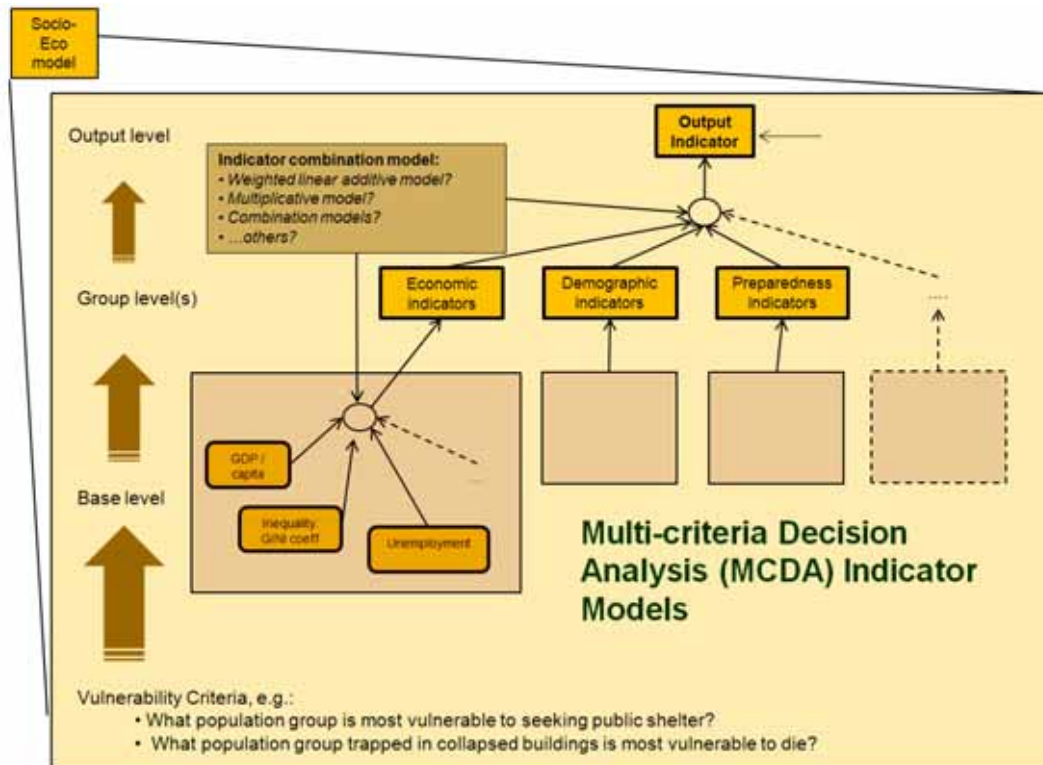 Socio-
Eco
model
Output level
Output
Indicator
Indicator combination model:
• Weighted linear additive model?
• Multiplicative model?
• Combination models?
• ...others?
Group level(s)
Economic
indicators
Demographic
indicators
Preparedness
Indicators
....
GDP /
capita
...
Base level
Inequality:
GINI coeff
Unemployment
Multi-criteria Decision
Analysis (MCDA) Indicator
Models
Vulnerability Criteria, e.g.:
• What population group is most vulnerable to seeking public shelter?
• What population group trapped in collapsed buildings is most vulnerable to die?